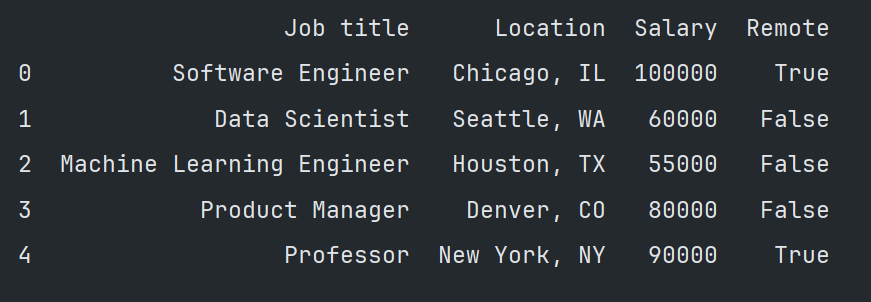 Job title Location Salary Remote
0 Software Engineer Chicago, IL 100000 True
1 Data Scientist Seattle, WA 60000 False
2 Machine Learning Engineer Houston, TX 55000 False
3 Product Manager Denver, CO 80000 False
4 Professor New York, NY 90000 True